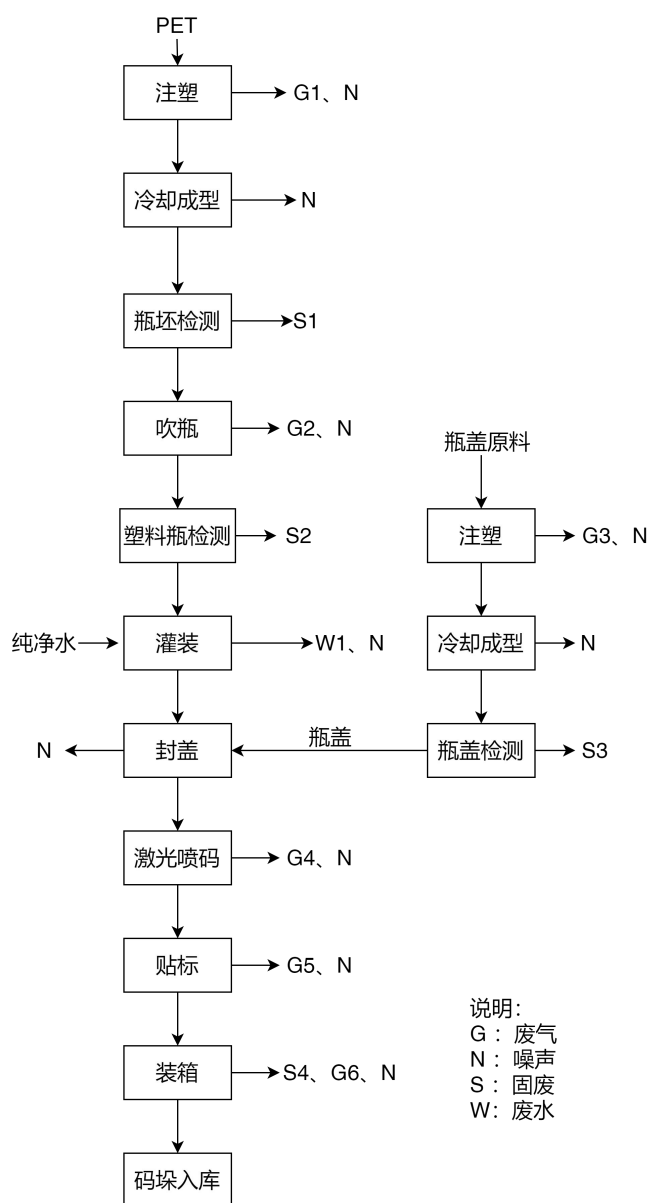 PET
注塑
G1、N
冷却成型
N
瓶坯检测
S1
吹瓶
G2、N
瓶盖原料
塑料瓶检测
S2
注塑
G3、N
纯净水
灌装
W1、N
冷却成型
N
N
封盖
瓶盖
瓶盖检测
S3
激光喷码
G4、N
贴标
G5、N
装箱
S4、G6、N
码垛入库
说明：
G：废气
N：噪声
S：固废
W：废水